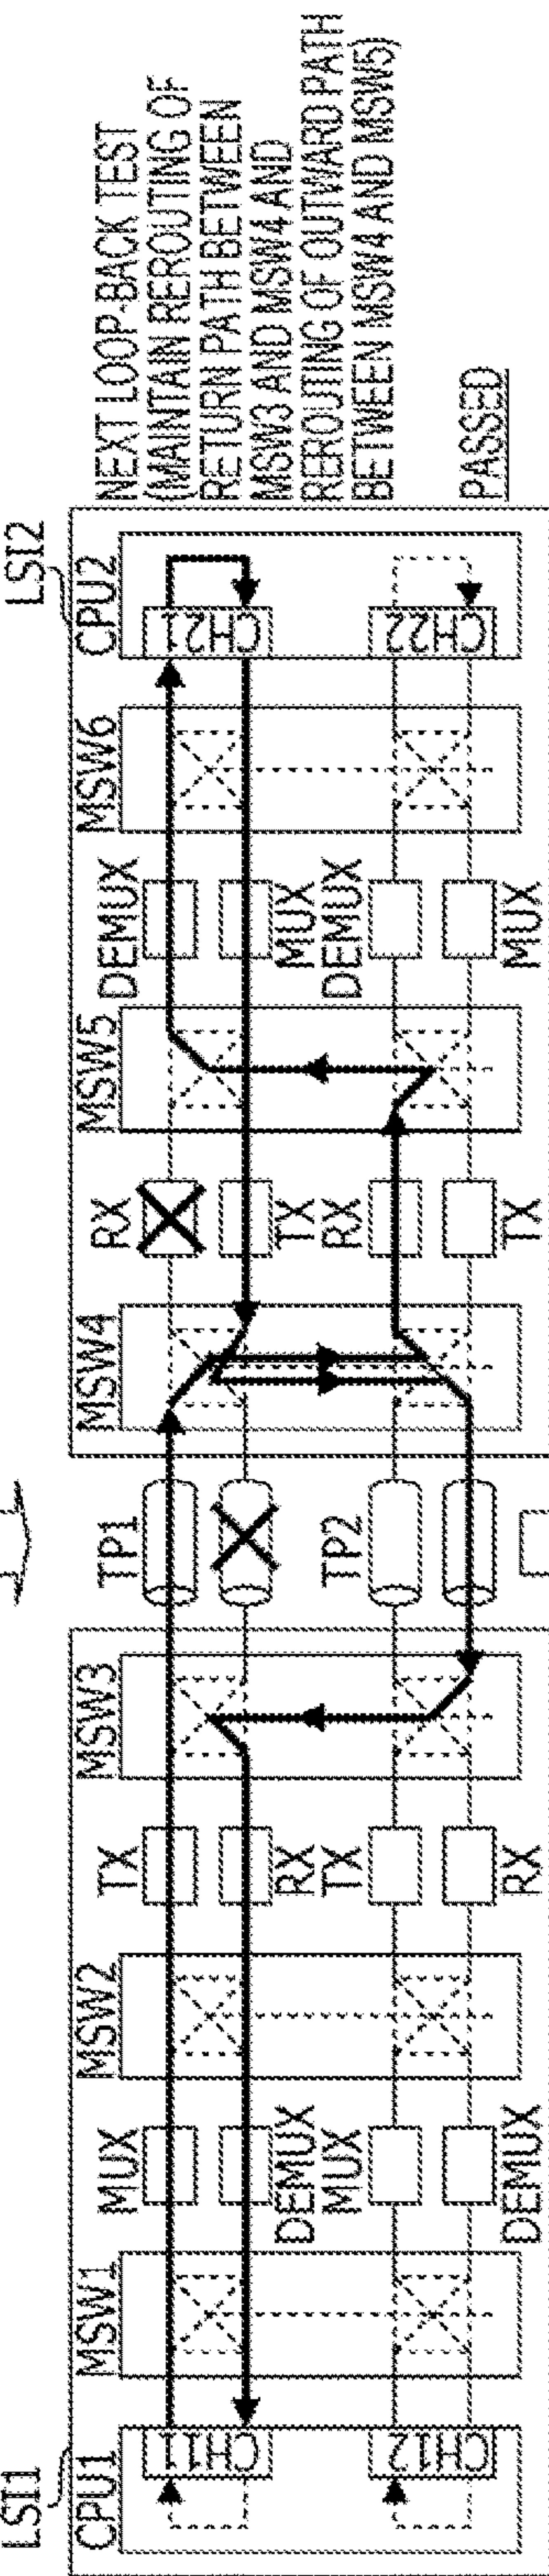 LSI1
LSI2
CPU1
MSW1
MUX
MSW2
TX
MSW3
TP1
MSW4
RX
MSW5
DEMUX
MSW6
CPU2
CH11
CH21
DEMUX
MUX
RX
TX
TP2
TX
RX
MUX
DEMUX
CH12
CH22
DEMUX
RX
TX
MUX
NEXT LOOP-BACK TEST
(MAINTAIN REROUTING OF
RETURN PATH BETWEEN
MSW3 AND MSW4 AND
REROUTING OF OUTWARD PATH
BETWEEN MSW4 AND MSW5)
PASSED